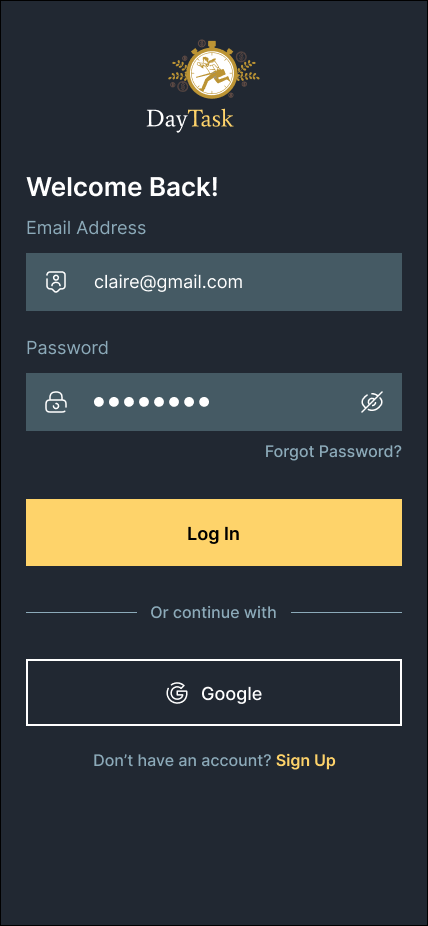 DayTask
Welcome Back!
Email Address
claire@gmail.com
Password
Forgot Password?
Log In
Or continue with
Google
Don’t have an account? Sign Up